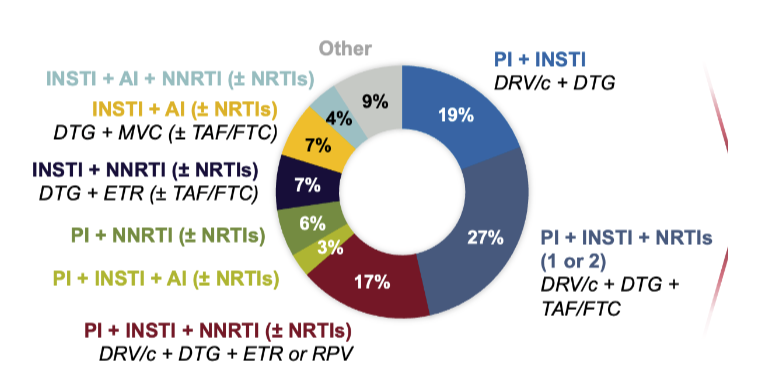 Other
PI + INSTI
DRV/c + DTG
19%
PI + INSTI + NRTIs
(1 or 2)
DRV/c + DTG +
TAF/FTC
27%
PI + INSTI + NNRTI (± NRTIs)
DRV/c + DTG + ETR or RPV
17%
PI + INSTI + AI (± NRTIs)
3%
PI + NNRTI (± NRTIs)
6%
INSTI + NNRTI (± NRTIs)
DTG + ETR (± TAF/FTC)
7%
INSTI + AI (± NRTIs)
DTG + MVC (± TAF/FTC)
7%
INSTI + AI + NNRTI (± NRTIs)
4%
9%